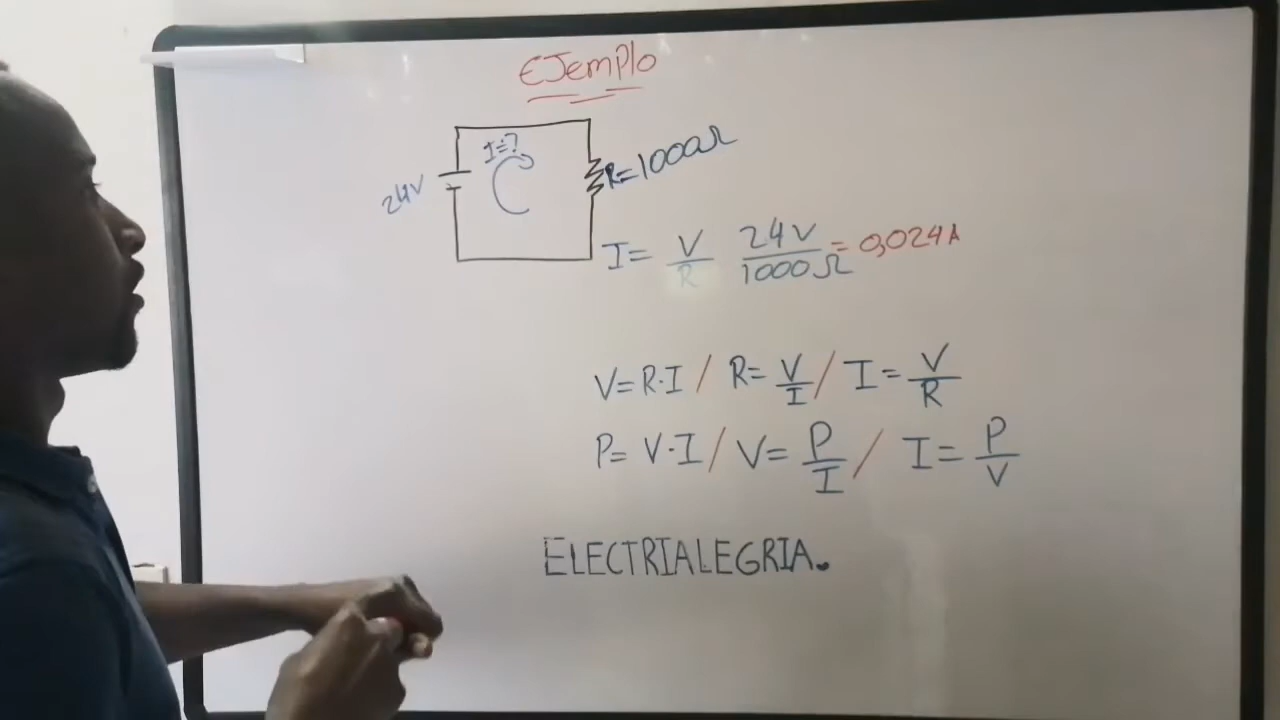 EJemPlo
I=?
24V
R=1000Ω
I= V/R 24V/1000Ω = 0,024A
V=R·I / R= V/I / I= V/R
P= V·I / V= P/I / I= P/V
ELECTRIALEGRIA.